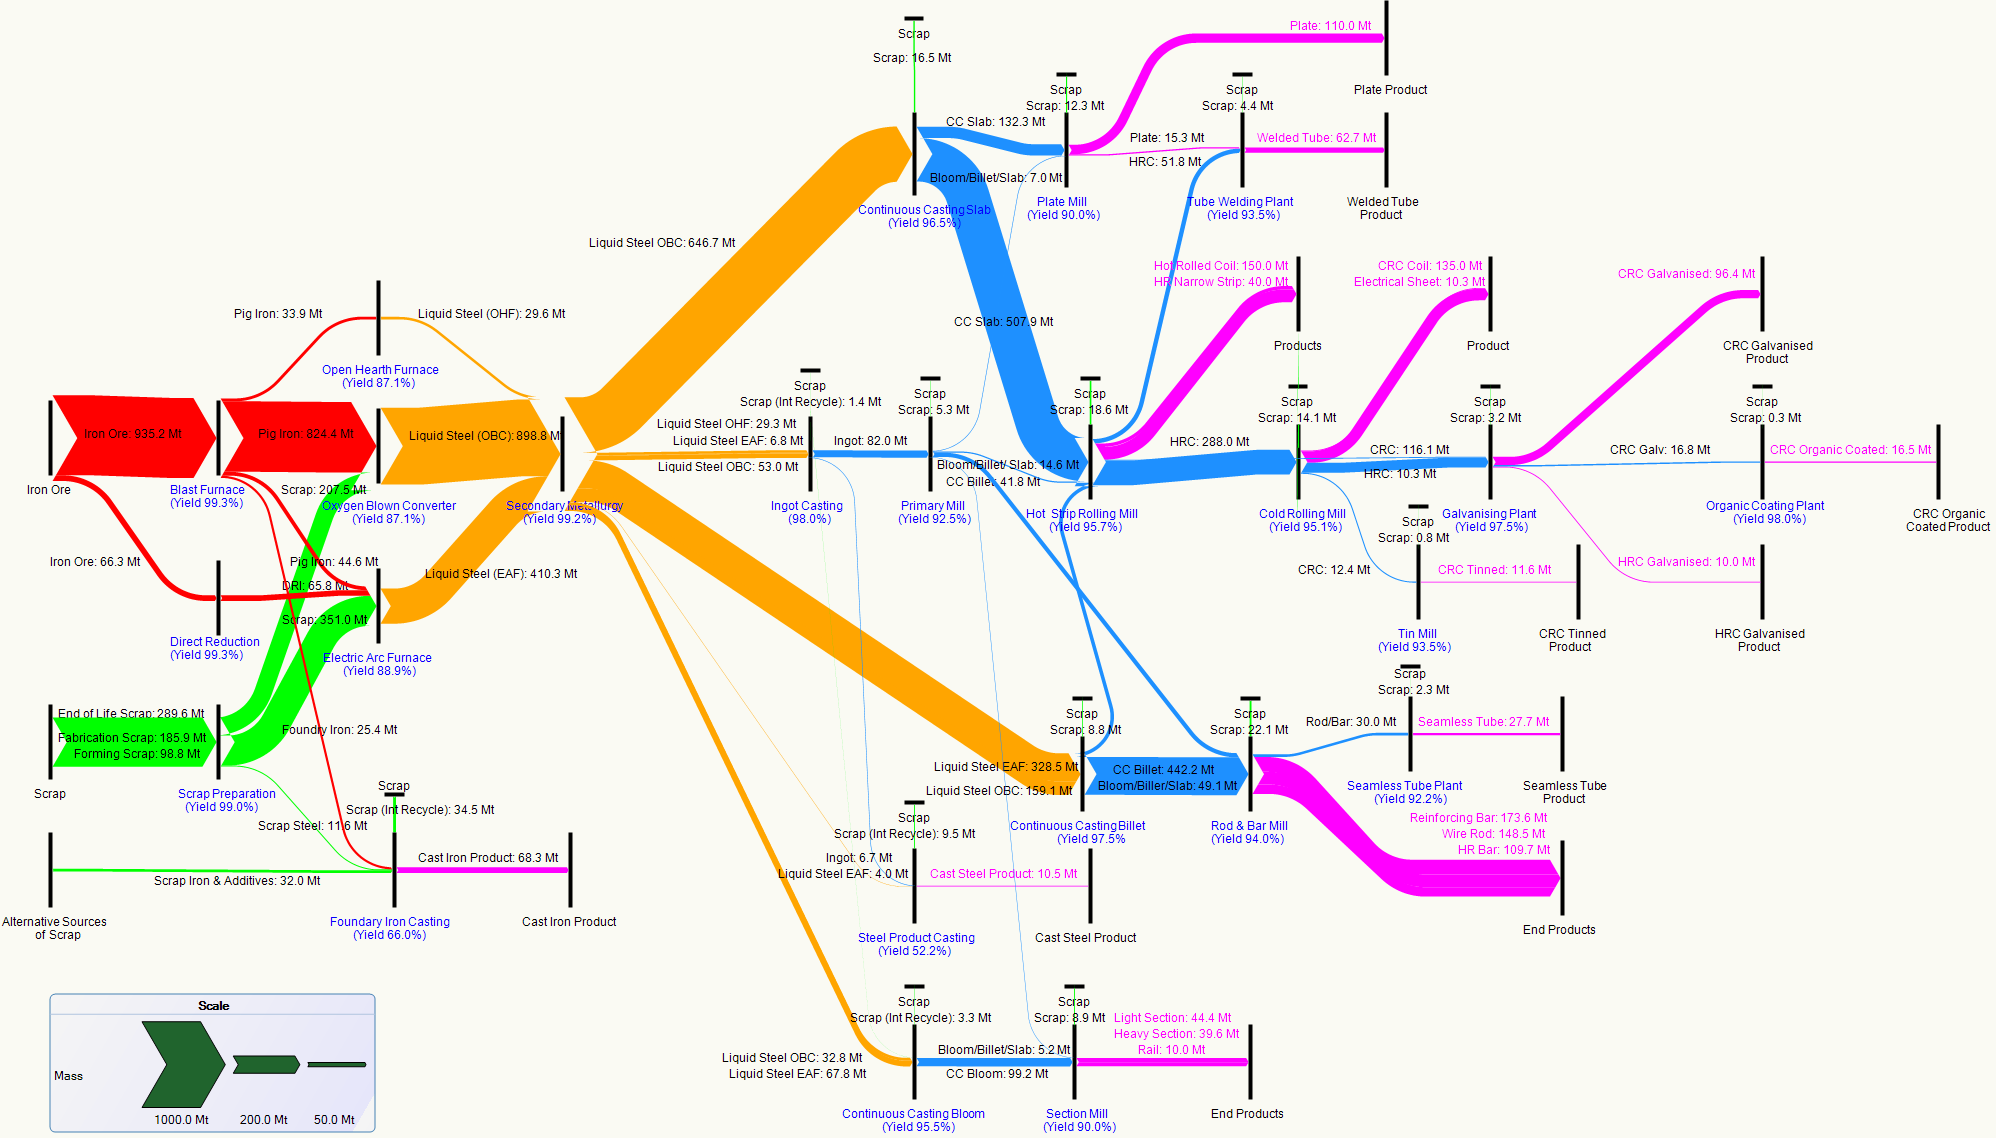 Scrap
Scrap: 16.5 Mt
Continuous Casting Slab
(Yield 96.5%)
Plate: 110.0 Mt
Plate Product
Scrap
Scrap: 12.3 Mt
CC Slab: 132.3 Mt
Bloom/Billet/Slab: 7.0 Mt
Plate Mill
(Yield 90.0%)
Scrap
Scrap: 4.4 Mt
Plate: 15.3 Mt
HRC: 51.8 Mt
Tube Welding Plant
(Yield 93.5%)
Welded Tube: 62.7 Mt
Welded Tube
Product
Liquid Steel OBC: 646.7 Mt
Hot Rolled Coil: 150.0 Mt
HR Narrow Strip: 40.0 Mt
Products
CRC Coil: 135.0 Mt
Electrical Sheet: 10.3 Mt
Product
CRC Galvanised: 96.4 Mt
CRC Galvanised
Product
Pig Iron: 33.9 Mt
Liquid Steel (OHF): 29.6 Mt
Open Hearth Furnace
(Yield 87.1%)
CC Slab: 507.9 Mt
Iron Ore: 935.2 Mt
Iron Ore
Pig Iron: 824.4 Mt
Blast Furnace
(Yield 99.3%)
Liquid Steel (OBC): 898.8 Mt
Scrap: 207.5 Mt
Oxygen Blown Converter
(Yield 87.1%)
Secondary Metallurgy
(Yield 99.2%)
Scrap
Scrap (Int Recycle): 1.4 Mt
Liquid Steel OHF: 29.3 Mt
Liquid Steel EAF: 6.8 Mt
Liquid Steel OBC: 53.0 Mt
Ingot Casting
(98.0%)
Scrap
Scrap: 5.3 Mt
Ingot: 82.0 Mt
Primary Mill
(Yield 92.5%)
Scrap
Scrap: 18.6 Mt
Bloom/Billet/ Slab: 14.6 Mt
CC Billet: 41.8 Mt
Hot Strip Rolling Mill
(Yield 95.7%)
Scrap
Scrap: 14.1 Mt
HRC: 288.0 Mt
Cold Rolling Mill
(Yield 95.1%)
Scrap
Scrap: 3.2 Mt
CRC: 116.1 Mt
HRC: 10.3 Mt
Galvanising Plant
(Yield 97.5%)
Scrap
Scrap: 0.3 Mt
CRC Galv: 16.8 Mt
Organic Coating Plant
(Yield 98.0%)
CRC Organic Coated: 16.5 Mt
CRC Organic
Coated Product
Scrap
Scrap: 0.8 Mt
CRC: 12.4 Mt
Tin Mill
(Yield 93.5%)
CRC Tinned: 11.6 Mt
CRC Tinned
Product
HRC Galvanised: 10.0 Mt
HRC Galvanised
Product
Iron Ore: 66.3 Mt
Pig Iron: 44.6 Mt
DRI: 65.8 Mt
Scrap: 351.0 Mt
Liquid Steel (EAF): 410.3 Mt
Direct Reduction
(Yield 99.3%)
Electric Arc Furnace
(Yield 88.9%)
End of Life Scrap: 289.6 Mt
Fabrication Scrap: 185.9 Mt
Forming Scrap: 98.8 Mt
Scrap
Scrap Preparation
(Yield 99.0%)
Foundry Iron: 25.4 Mt
Scrap
Scrap (Int Recycle): 34.5 Mt
Scrap Steel: 11.6 Mt
Cast Iron Product: 68.3 Mt
Scrap Iron & Additives: 32.0 Mt
Alternative Sources
of Scrap
Foundary Iron Casting
(Yield 66.0%)
Cast Iron Product
Scrap
Scrap: 8.8 Mt
Liquid Steel EAF: 328.5 Mt
Liquid Steel OBC: 159.1 Mt
Continuous Casting Billet
(Yield 97.5%
Scrap
Scrap: 22.1 Mt
CC Billet: 442.2 Mt
Bloom/Biller/Slab: 49.1 Mt
Rod & Bar Mill
(Yield 94.0%)
Scrap
Scrap: 2.3 Mt
Rod/Bar: 30.0 Mt
Seamless Tube: 27.7 Mt
Seamless Tube Plant
(Yield 92.2%)
Seamless Tube
Product
Reinforcing Bar: 173.6 Mt
Wire Rod: 148.5 Mt
HR Bar: 109.7 Mt
End Products
Scrap
Scrap (Int Recycle): 9.5 Mt
Ingot: 6.7 Mt
Liquid Steel EAF: 4.0 Mt
Cast Steel Product: 10.5 Mt
Steel Product Casting
(Yield 52.2%)
Cast Steel Product
Scrap
Scrap (Int Recycle): 3.3 Mt
Liquid Steel OBC: 32.8 Mt
Liquid Steel EAF: 67.8 Mt
Continuous Casting Bloom
(Yield 95.5%)
Scrap
Scrap: 8.9 Mt
Bloom/Billet/Slab: 5.2 Mt
CC Bloom: 99.2 Mt
Section Mill
(Yield 90.0%)
Light Section: 44.4 Mt
Heavy Section: 39.6 Mt
Rail: 10.0 Mt
End Products
Scale
Mass
1000.0 Mt
200.0 Mt
50.0 Mt